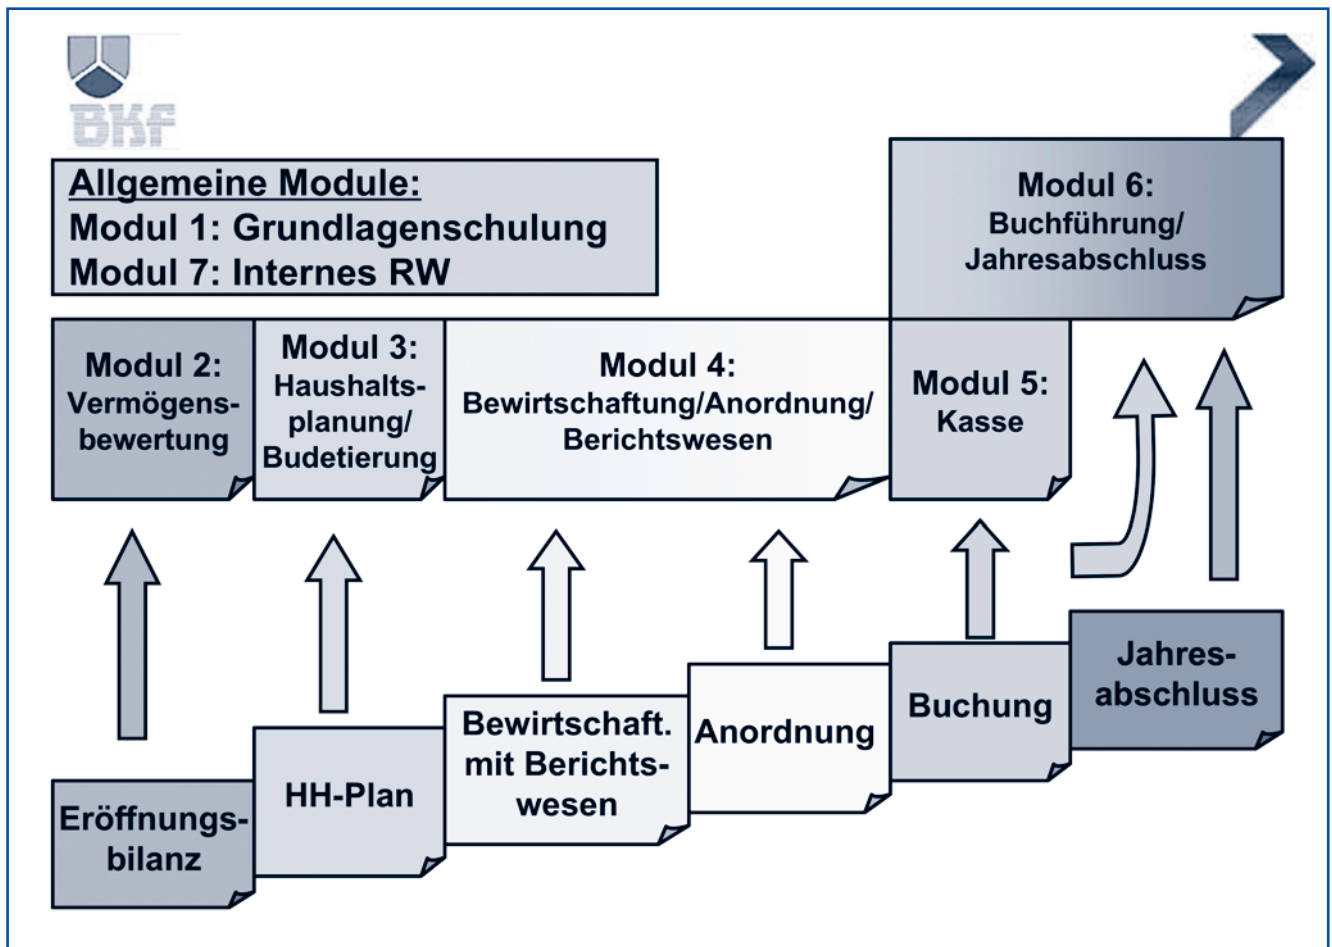 BKf
Allgemeine Module:
Modul 1: Grundlagenschulung
Modul 7: Internes RW
Modul 6:
Buchführung/
Jahresabschluss
Modul 2:
Vermögens-
bewertung
Modul 3:
Haushalts-
planung/
Budetierung
Modul 4:
Bewirtschaftung/Anordnung/
Berichtswesen
Modul 5:
Kasse
Eröffnungs-
bilanz
HH-Plan
Bewirtschaft.
mit Berichts-
wesen
Anordnung
Buchung
Jahres-
abschluss